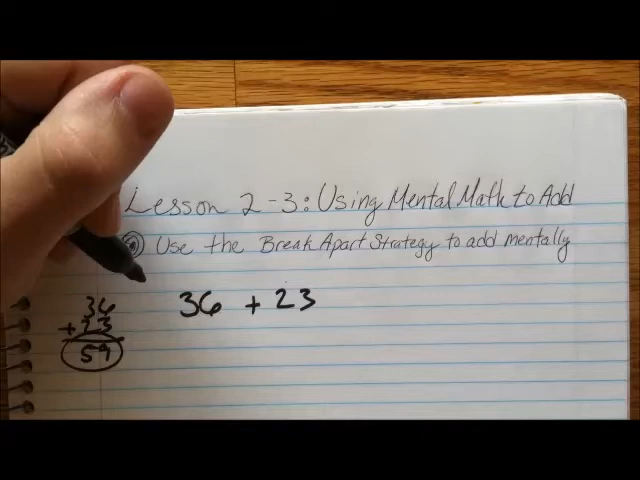 Lesson 2-3: Using Mental Math to Add
Use the Break Apart Strategy to add mentally
36 + 23
36
+ 23
59